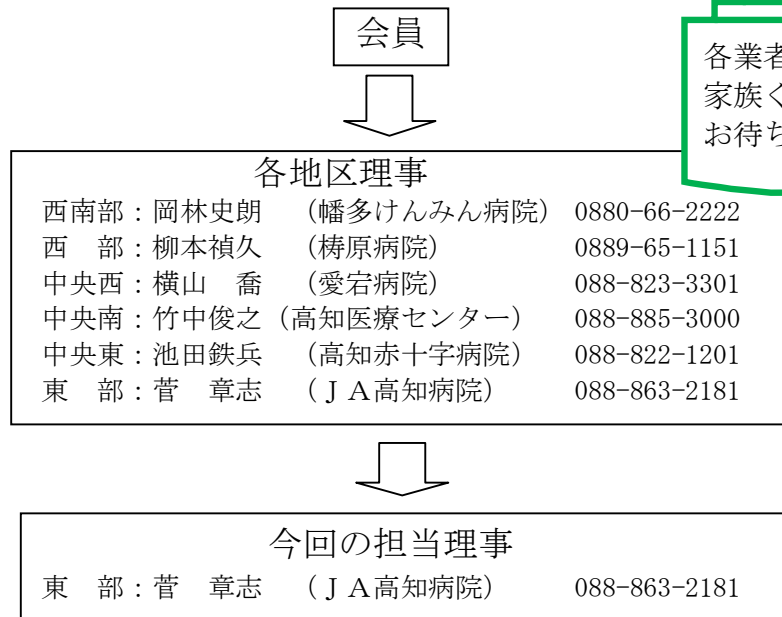 会員
各業者
家族く
お待ち
各地区理事
西南部：岡林史朗　（幡多けんみん病院）　0880-66-2222
西　部：柳本禎久　（梼原病院）　0889-65-1151
中央西：横山　喬　（愛宕病院）　088-823-3301
中央南：竹中俊之（高知医療センター）　088-885-3000
中央東：池田鉄兵　（高知赤十字病院）　088-822-1201
東　部：菅　章志　（ＪＡ高知病院）　088-863-2181
今回の担当理事
東　部：菅　章志　（ＪＡ高知病院）　088-863-2181